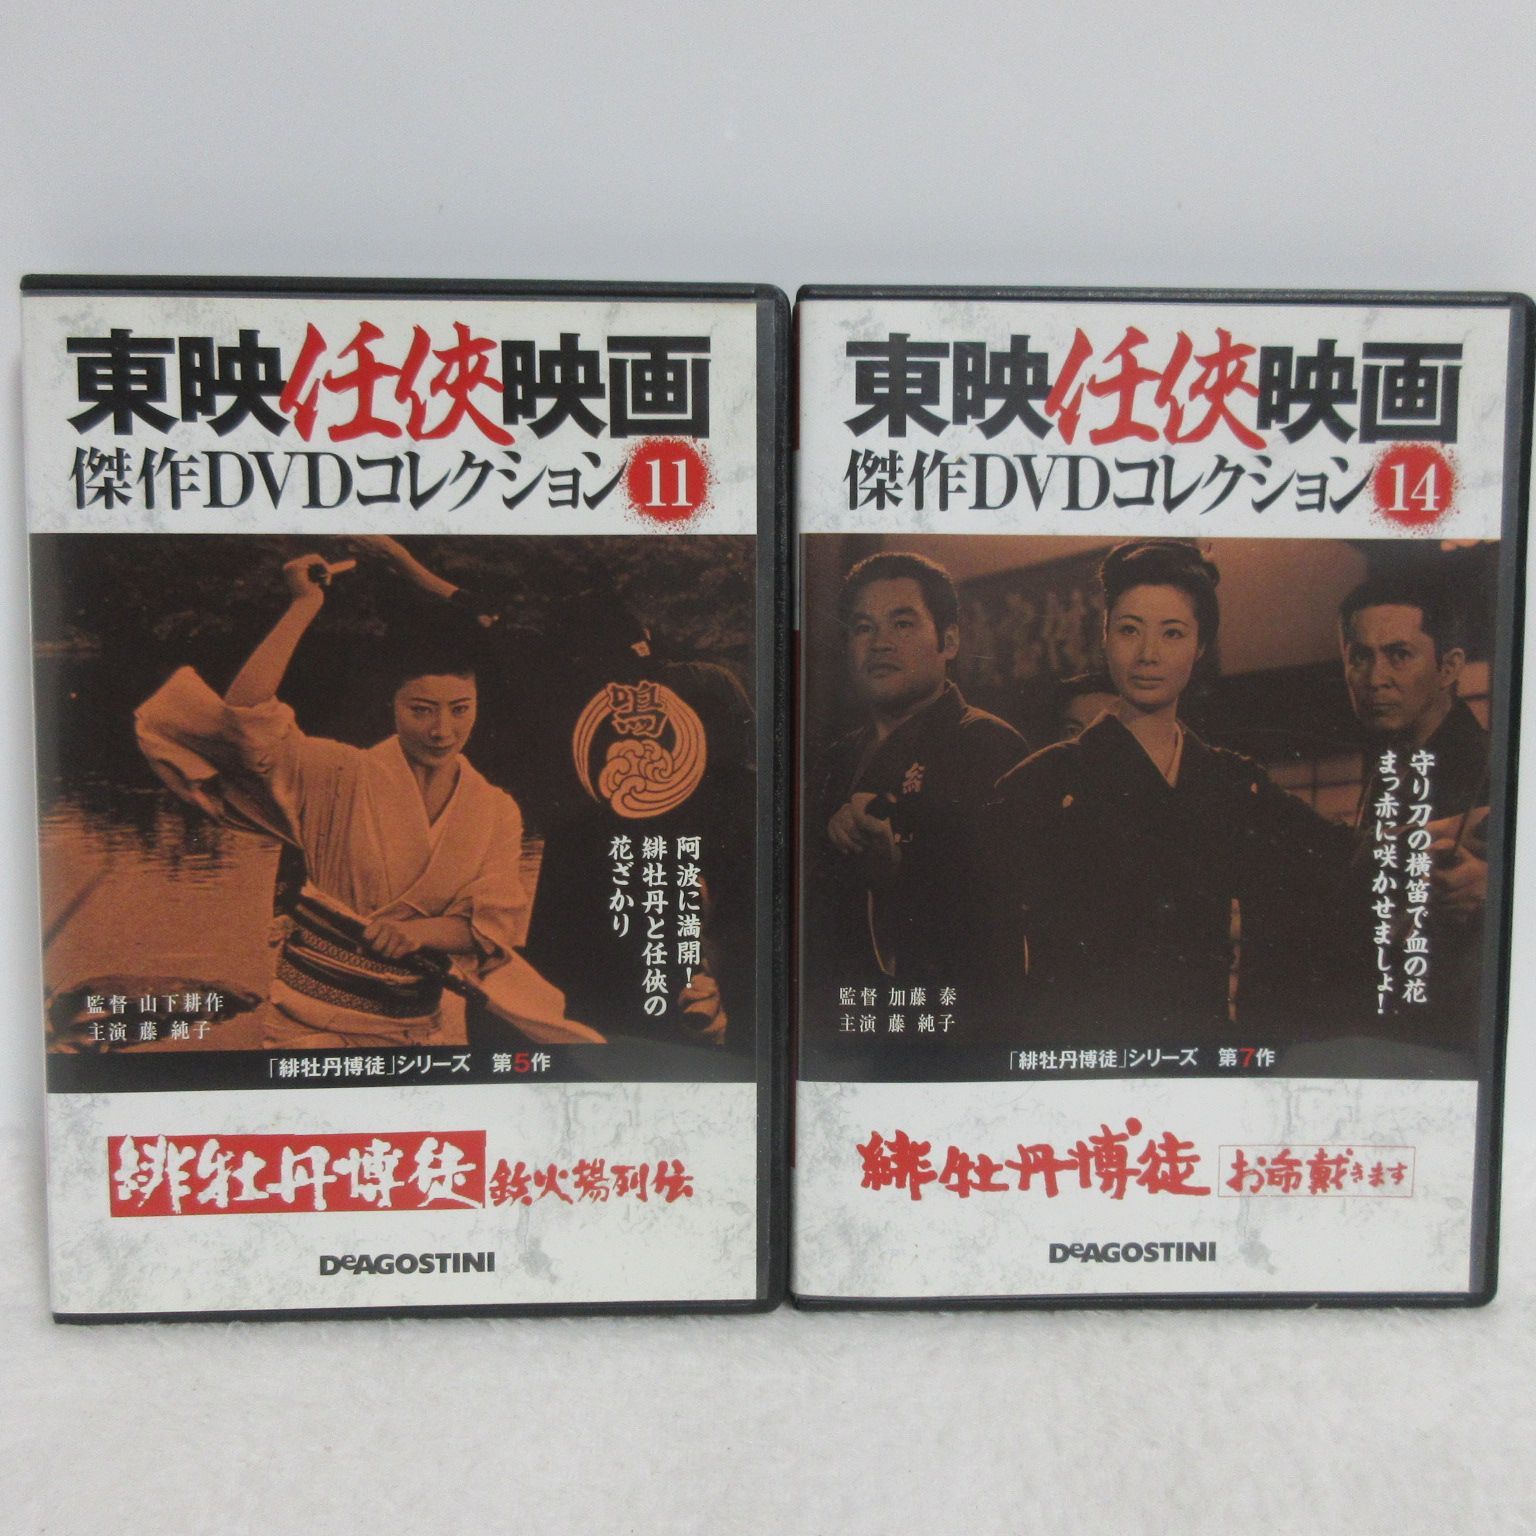 東映任侠映画
傑作DVDコレクション 11
鳴
阿波に満開！
緋牡丹と任侠の
花ざかり
監督 山下耕作
主演 藤 純子
「緋牡丹博徒」シリーズ 第5作
緋牡丹博徒 鉄火場列伝
DeAGOSTINI
東映任侠映画
傑作DVDコレクション 14
守り刀の横笛で血の花
まっ赤に咲かせましょ！
監督 加藤 泰
主演 藤 純子
「緋牡丹博徒」シリーズ 第7作
緋牡丹博徒 お命戴きます
DeAGOSTINI